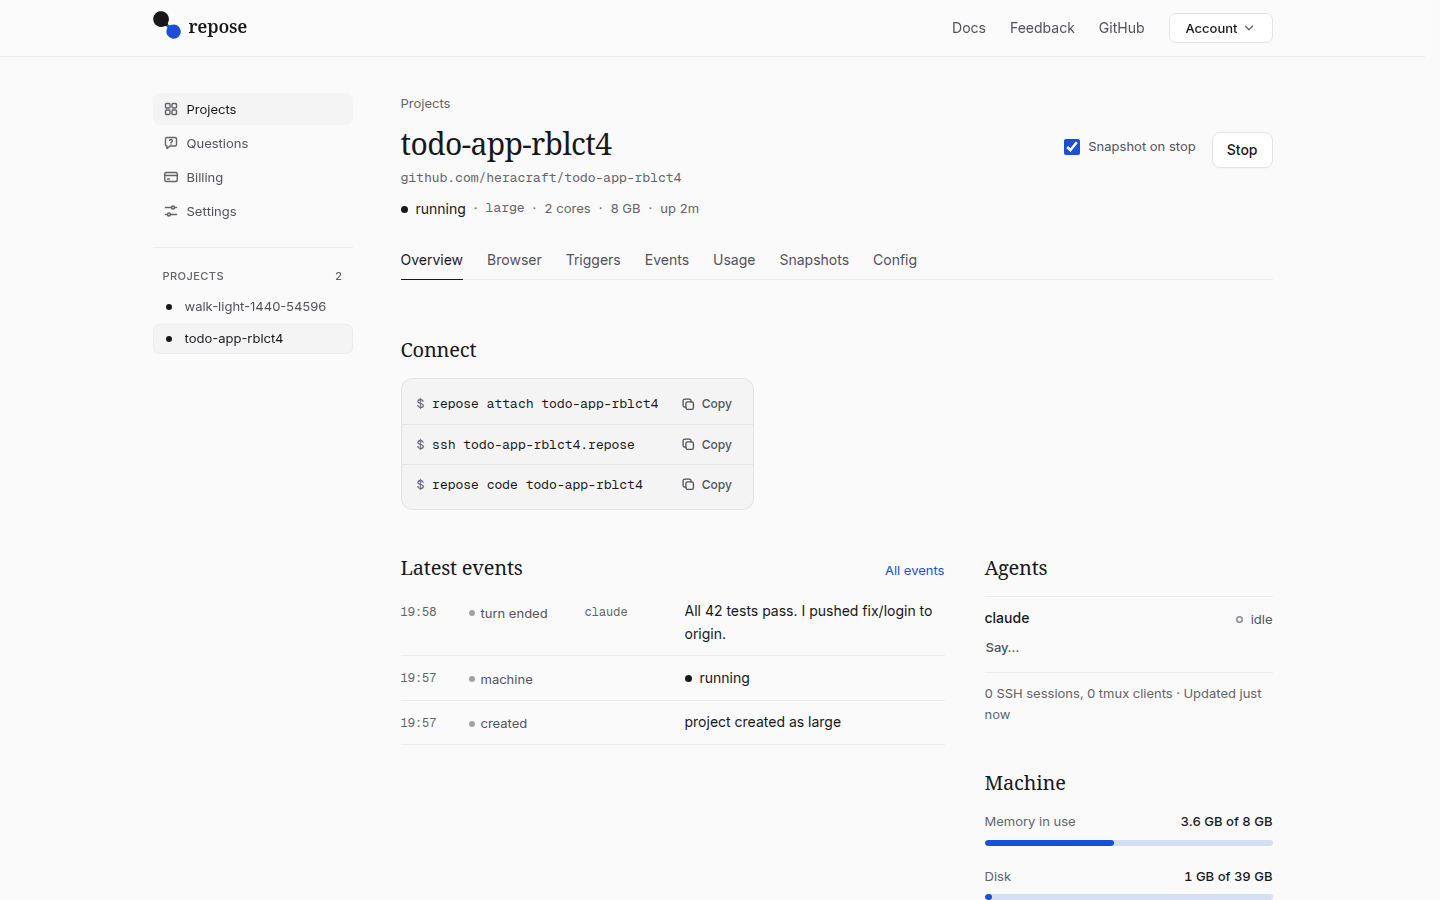 repose
Docs
Feedback
GitHub
Account
Projects
Questions
Billing
Settings
PROJECTS 2
walk-light-1440-54596
todo-app-rblct4
Projects
todo-app-rblct4
github.com/heracraft/todo-app-rblct4
running · large · 2 cores · 8 GB · up 2m
Snapshot on stop
Stop
Overview
Browser
Triggers
Events
Usage
Snapshots
Config
Connect
$ repose attach todo-app-rblct4 Copy
$ ssh todo-app-rblct4.repose Copy
$ repose code todo-app-rblct4 Copy
Latest events
All events
19:58 turn ended claude All 42 tests pass. I pushed fix/login to
origin.
19:57 machine running
19:57 created project created as large
Agents
claude idle
Say...
0 SSH sessions, 0 tmux clients · Updated just
now
Machine
Memory in use 3.6 GB of 8 GB
Disk 1 GB of 39 GB